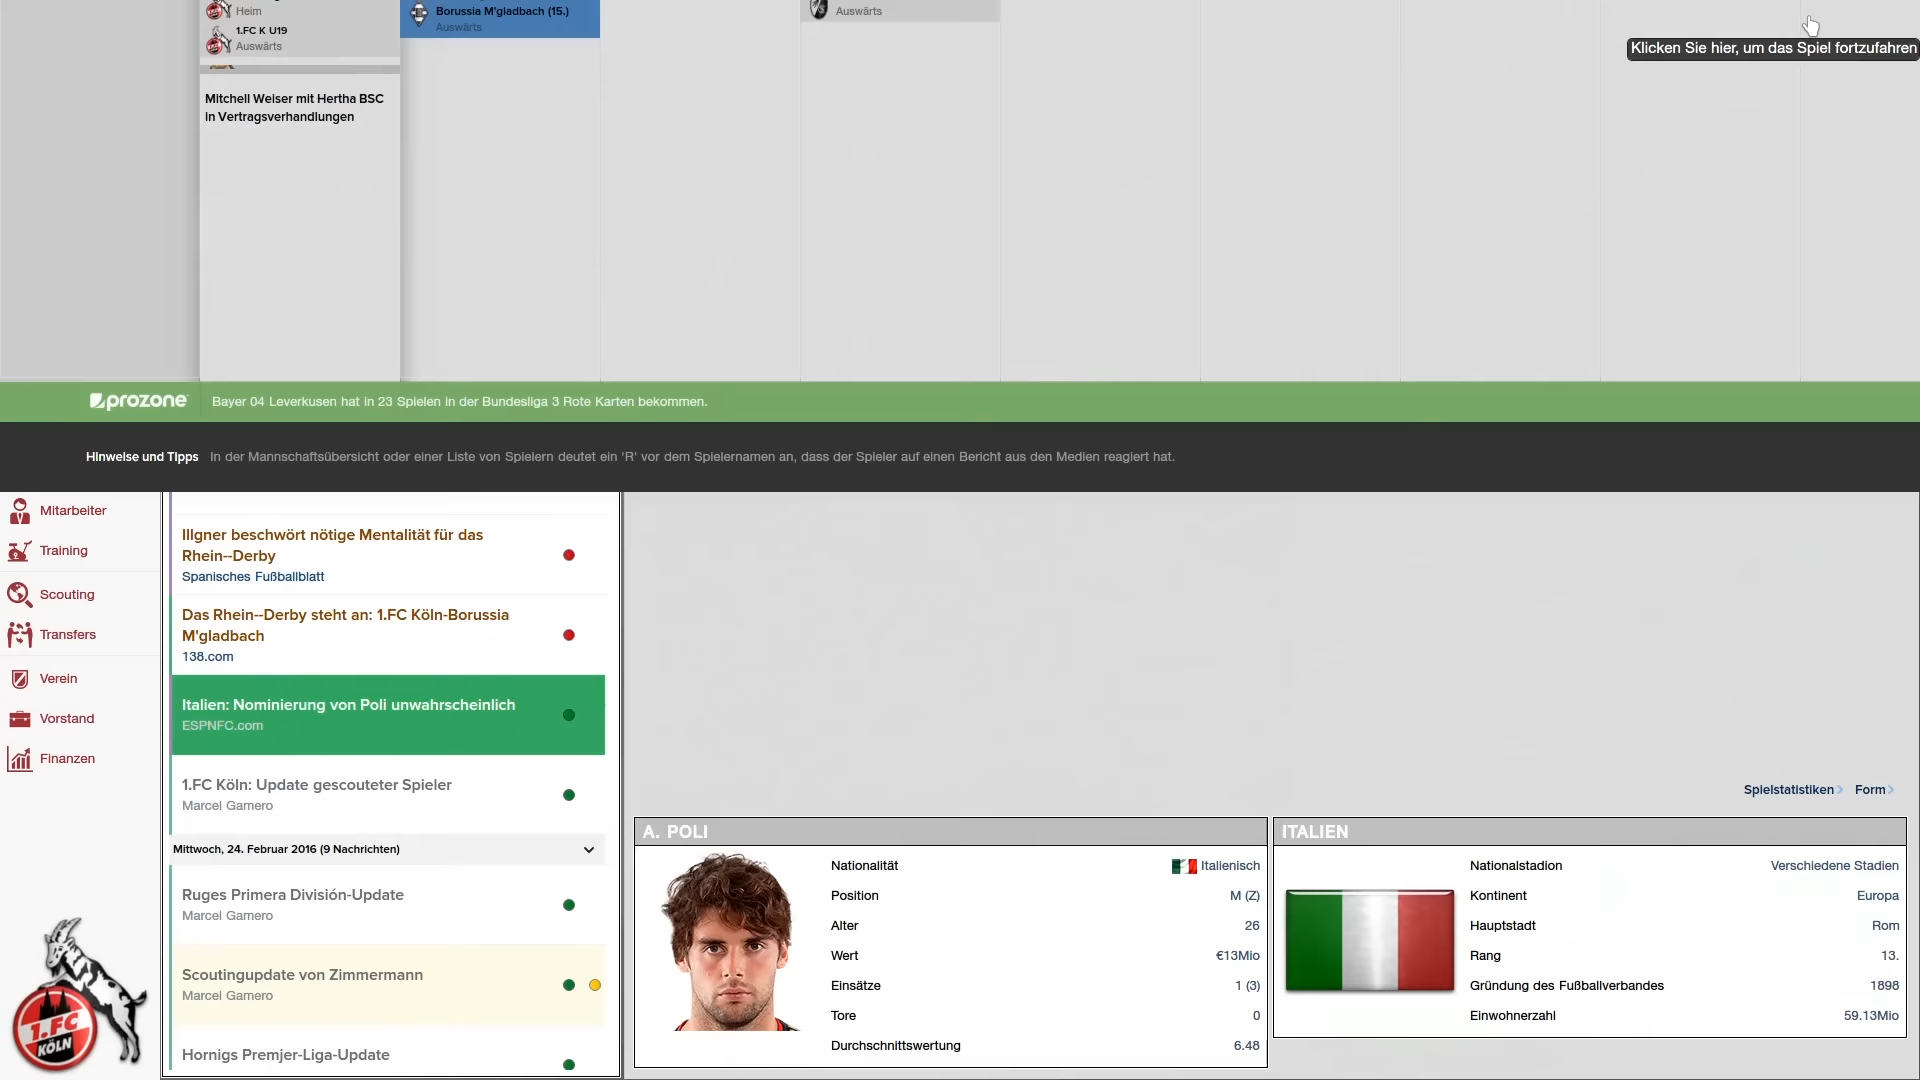 Heim
1.FC K U19
Auswärts
Borussia M'gladbach (15.)
Auswärts
Auswärts
Klicken Sie hier, um das Spiel fortzufahren
Mitchell Weiser mit Hertha BSC
in Vertragsverhandlungen
prozone
Bayer 04 Leverkusen hat in 23 Spielen in der Bundesliga 3 Rote Karten bekommen.
Hinweise und Tipps
In der Mannschaftsübersicht oder einer Liste von Spielern deutet ein 'R' vor dem Spielernamen an, dass der Spieler auf einen Bericht aus den Medien reagiert hat.
Mitarbeiter
Training
Scouting
Transfers
Verein
Vorstand
Finanzen
1.FC
KÖLN
Illgner beschwört nötige Mentalität für das
Rhein--Derby
Spanisches Fußballblatt
Das Rhein--Derby steht an: 1.FC Köln-Borussia
M'gladbach
138.com
Italien: Nominierung von Poli unwahrscheinlich
ESPNFC.com
1.FC Köln: Update gescouteter Spieler
Marcel Gamero
Mittwoch, 24. Februar 2016 (9 Nachrichten)
Ruges Primera División-Update
Marcel Gamero
Scoutingupdate von Zimmermann
Marcel Gamero
Hornigs Premjer-Liga-Update
Spielstatistiken
Form
A. POLI
Nationalität Italienisch
Position M (Z)
Alter 26
Wert €13Mio
Einsätze 1 (3)
Tore 0
Durchschnittswertung 6.48
ITALIEN
Nationalstadion Verschiedene Stadien
Kontinent Europa
Hauptstadt Rom
Rang 13.
Gründung des Fußballverbandes 1898
Einwohnerzahl 59.13Mio